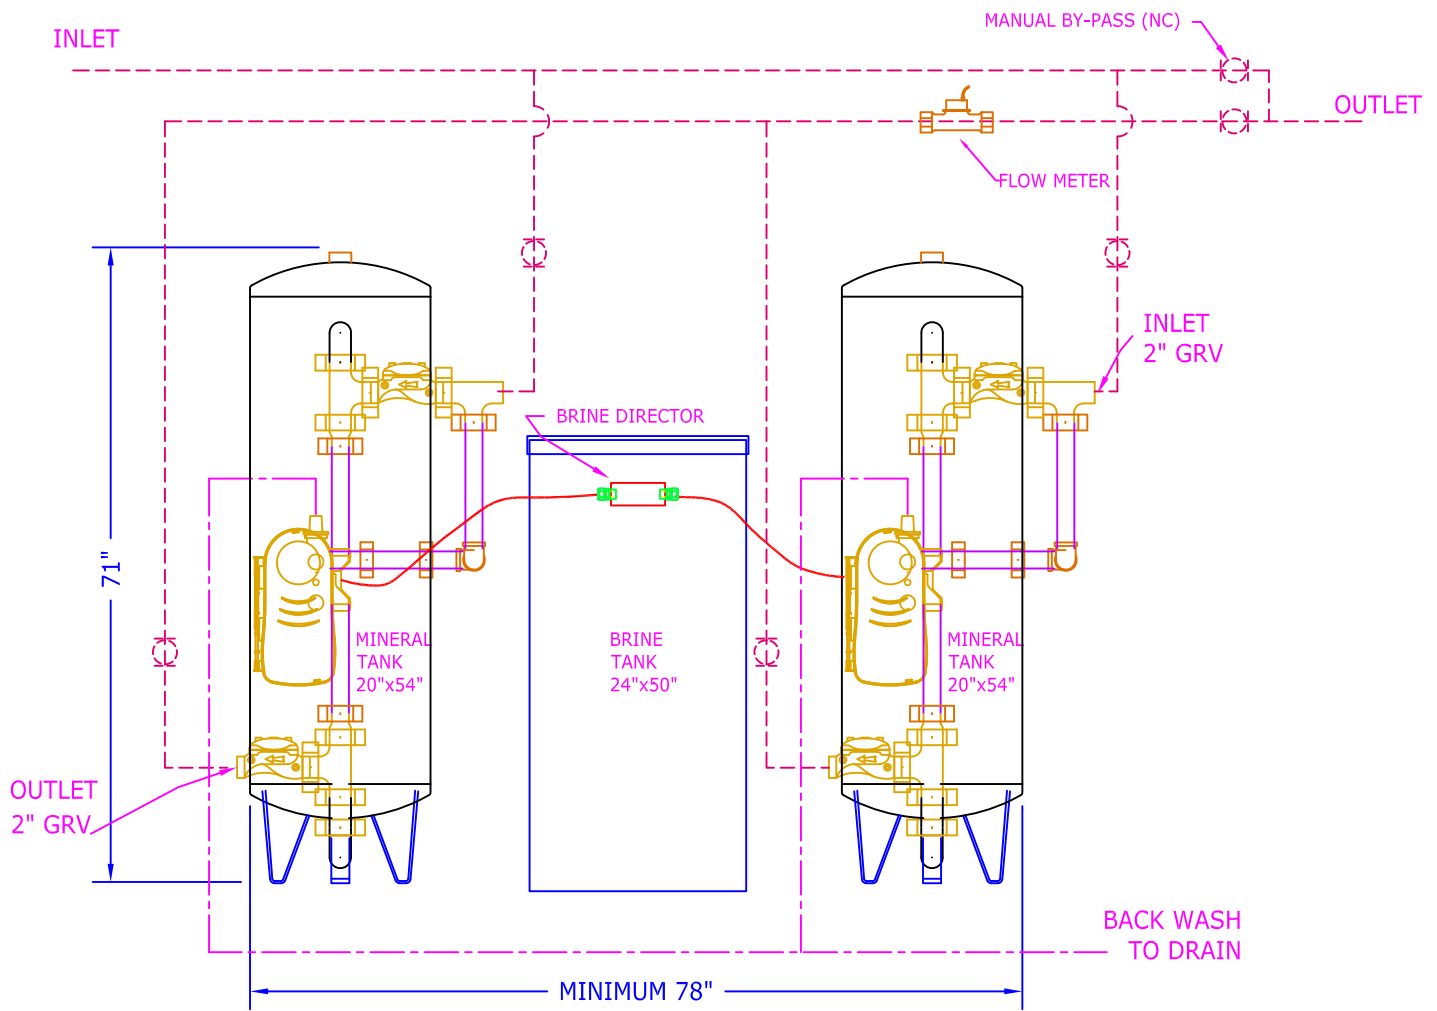 MANUAL BY-PASS (NC)
INLET
OUTLET
FLOW METER
INLET
2" GRV
BRINE DIRECTOR
71"
MINERAL
TANK
20"x54"
BRINE
TANK
24"x50"
MINERAL
TANK
20"x54"
OUTLET
2" GRV
BACK WASH
TO DRAIN
MINIMUM 78"